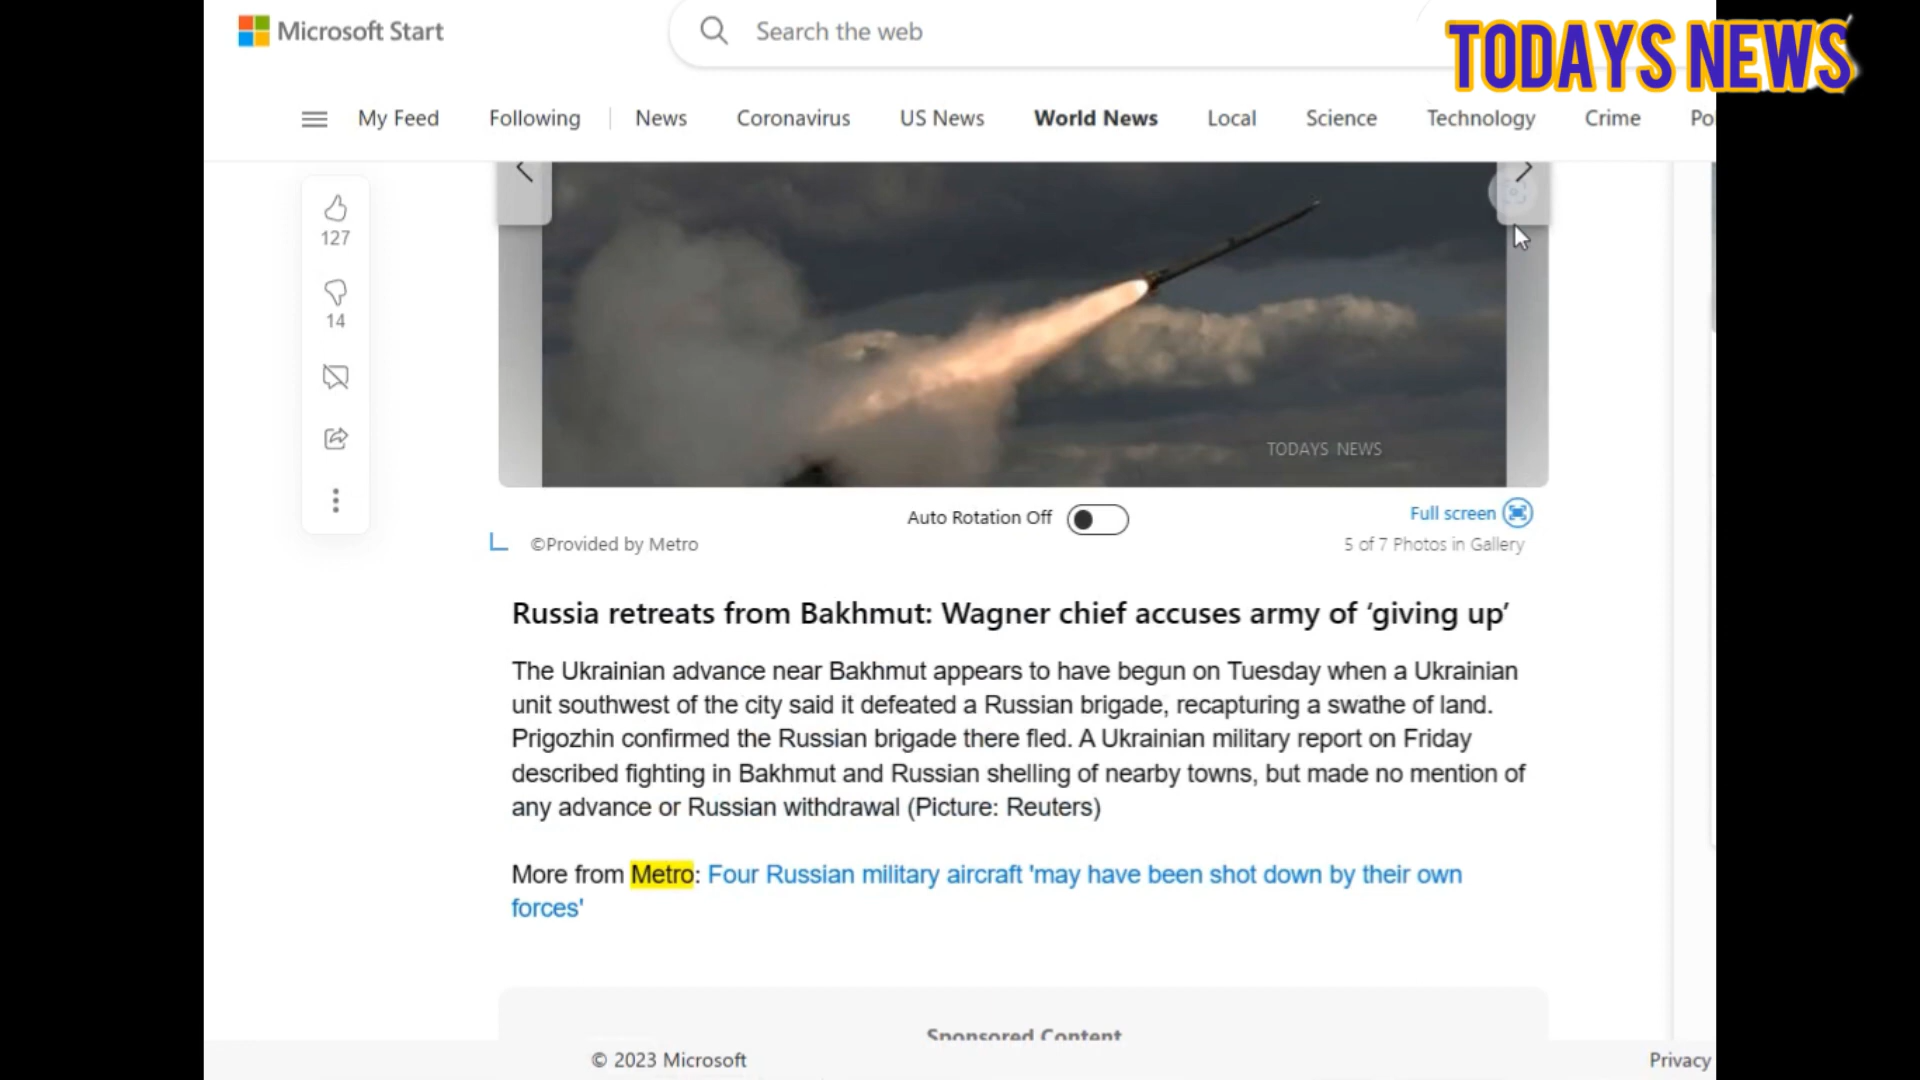 Microsoft Start
Search the web
TODAYS NEWS
My Feed Following News Coronavirus US News World News Local Science Technology Crime Po
127
14
TODAYS NEWS
Auto Rotation Off
Full screen
©Provided by Metro
5 of 7 Photos in Gallery
Russia retreats from Bakhmut: Wagner chief accuses army of ‘giving up’
The Ukrainian advance near Bakhmut appears to have begun on Tuesday when a Ukrainian
unit southwest of the city said it defeated a Russian brigade, recapturing a swathe of land.
Prigozhin confirmed the Russian brigade there fled. A Ukrainian military report on Friday
described fighting in Bakhmut and Russian shelling of nearby towns, but made no mention of
any advance or Russian withdrawal (Picture: Reuters)
More from Metro: Four Russian military aircraft 'may have been shot down by their own
forces'
Sponsored Content
© 2023 Microsoft
Privacy